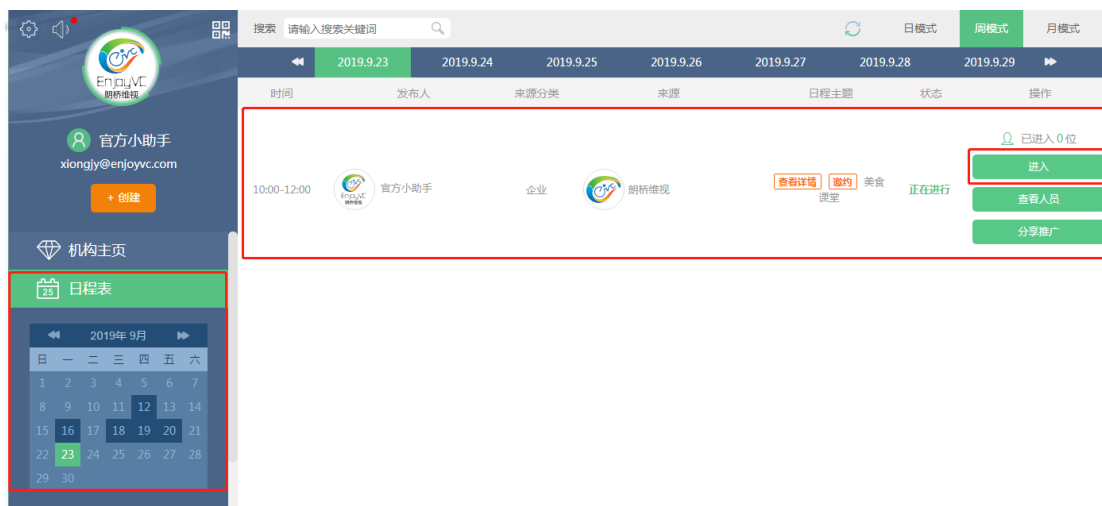 搜索 请输入搜索关键词 日模式 周模式 月模式
2019.9.23 2019.9.24 2019.9.25 2019.9.26 2019.9.27 2019.9.28 2019.9.29
时间 发布人 来源分类 来源 日程主题 状态 操作
EnjoyVC
朗桥维视
官方小助手
xiongjy@enjoyvc.com
+ 创建
机构主页
25 日程表
2019年 9月
日 一 二 三 四 五 六
1 2 3 4 5 6 7
8 9 10 11 12 13 14
15 16 17 18 19 20 21
22 23 24 25 26 27 28
29 30
已进入 0 位
10:00-12:00 EnjoyVC 朗桥维视 官方小助手 企业 朗桥维视 查看详情 邀约 美食
课堂
正在进行
进入
查看人员
分享推广